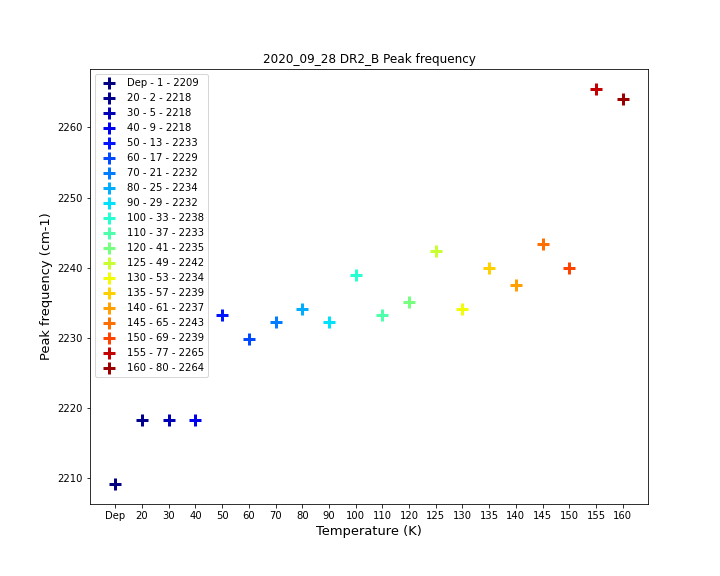 2020_09_28 DR2_B Peak frequency
Dep - 1 - 2209
20 - 2 - 2218
30 - 5 - 2218
40 - 9 - 2218
50 - 13 - 2233
60 - 17 - 2229
70 - 21 - 2232
80 - 25 - 2234
90 - 29 - 2232
100 - 33 - 2238
110 - 37 - 2233
120 - 41 - 2235
125 - 49 - 2242
130 - 53 - 2234
135 - 57 - 2239
140 - 61 - 2237
145 - 65 - 2243
150 - 69 - 2239
155 - 77 - 2265
160 - 80 - 2264
Peak frequency (cm-1)
2260
2250
2240
2230
2220
2210
Dep 20 30 40 50 60 70 80 90 100 110 120 125 130 135 140 145 150 155 160
Temperature (K)